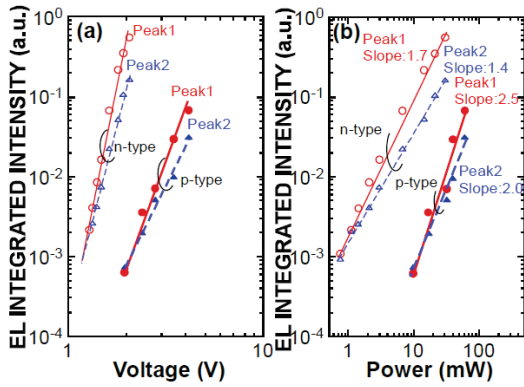 (a)
EL INTEGRATED INTENSITY (a.u.)
10^0
10^-1
10^-2
10^-3
10^-4
Peak1
Peak2
n-type
Peak1
Peak2
p-type
1
10
Voltage (V)
(b)
EL INTEGRATED INTENSITY (a.u.)
10^0
10^-1
10^-2
10^-3
10^-4
Peak1
Slope:1.7
Peak2
Slope:1.4
Peak1
Slope:2.5
n-type
p-type
Peak2
Slope:2.0
1
10
100
Power (mW)